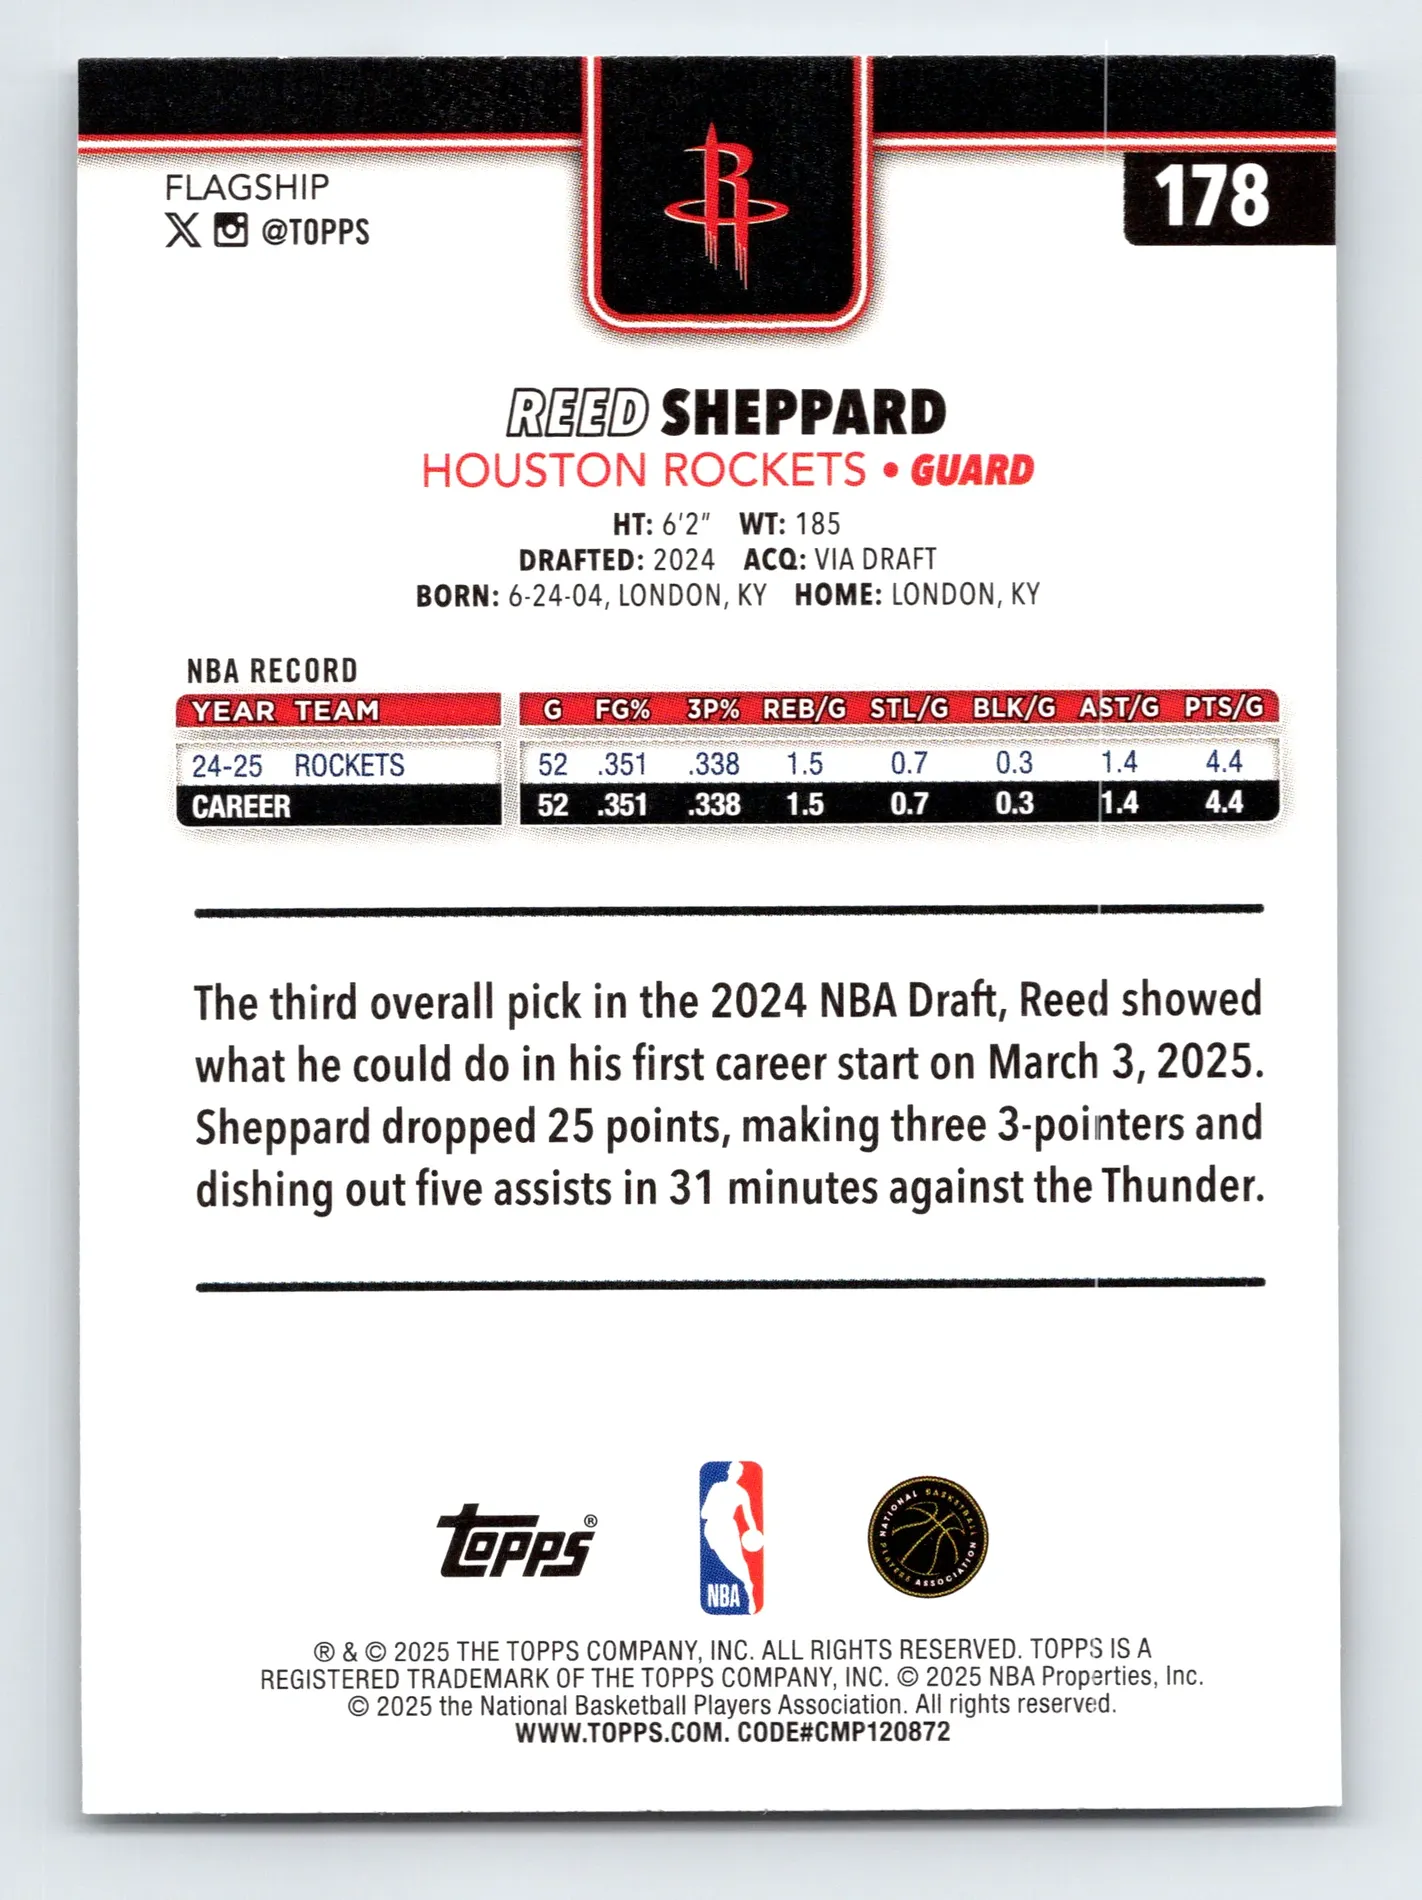 FLAGSHIP
@TOPPS
178
REED SHEPPARD
HOUSTON ROCKETS • GUARD
HT: 6'2" WT: 185
DRAFTED: 2024 ACQ: VIA DRAFT
BORN: 6-24-04, LONDON, KY HOME: LONDON, KY
NBA RECORD
YEAR TEAM G FG% 3P% REB/G STL/G BLK/G AST/G PTS/G
24-25 ROCKETS 52 .351 .338 1.5 0.7 0.3 1.4 4.4
CAREER 52 .351 .338 1.5 0.7 0.3 1.4 4.4
The third overall pick in the 2024 NBA Draft, Reed showed
what he could do in his first career start on March 3, 2025.
Sheppard dropped 25 points, making three 3-pointers and
dishing out five assists in 31 minutes against the Thunder.
TOPPS®
NBA
NATIONAL BASKETBALL PLAYERS ASSOCIATION
® & © 2025 THE TOPPS COMPANY, INC. ALL RIGHTS RESERVED. TOPPS IS A
REGISTERED TRADEMARK OF THE TOPPS COMPANY, INC. © 2025 NBA Properties, Inc.
© 2025 the National Basketball Players Association. All rights reserved.
WWW.TOPPS.COM. CODE#CMP120872